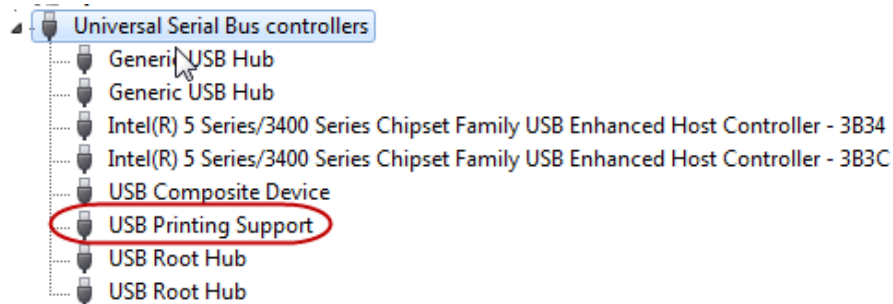 Universal Serial Bus controllers
Generic USB Hub
Generic USB Hub
Intel(R) 5 Series/3400 Series Chipset Family USB Enhanced Host Controller - 3B34
Intel(R) 5 Series/3400 Series Chipset Family USB Enhanced Host Controller - 3B3C
USB Composite Device
USB Printing Support
USB Root Hub
USB Root Hub